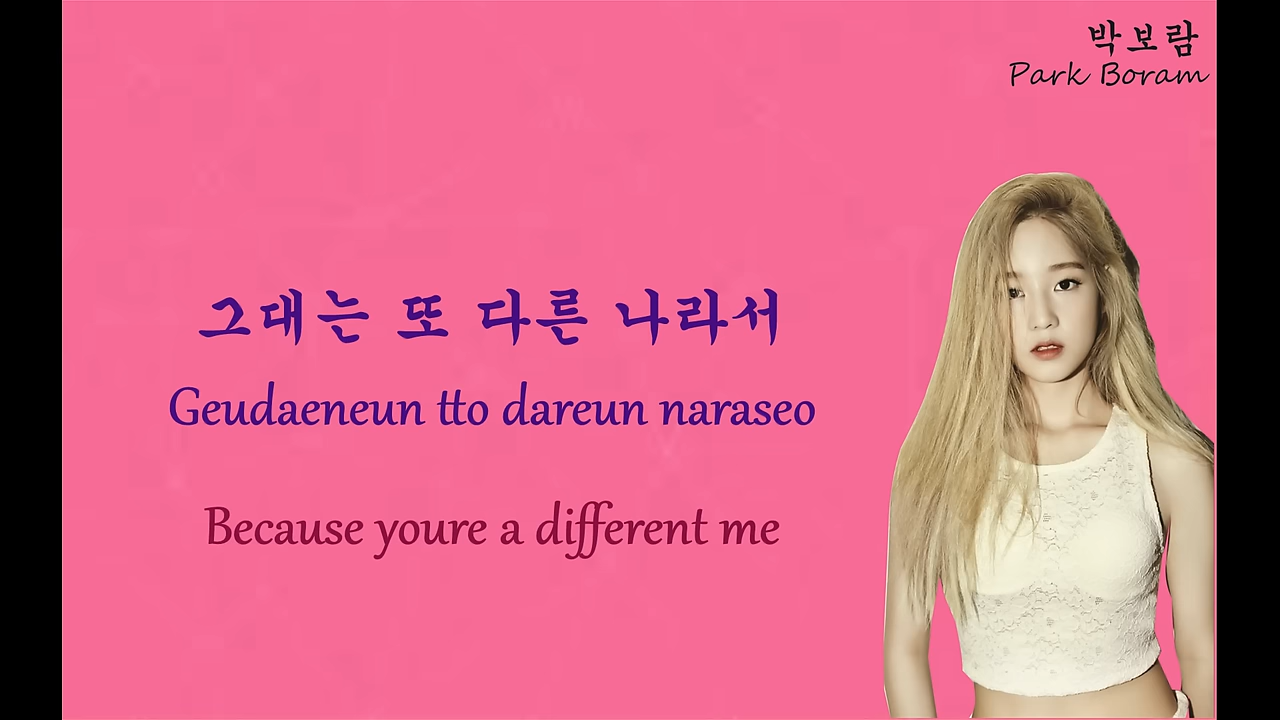 박보람
Park Boram
그대는 또 다른 나라서
Geudaeneun tto dareun naraseo
Because youre a different me